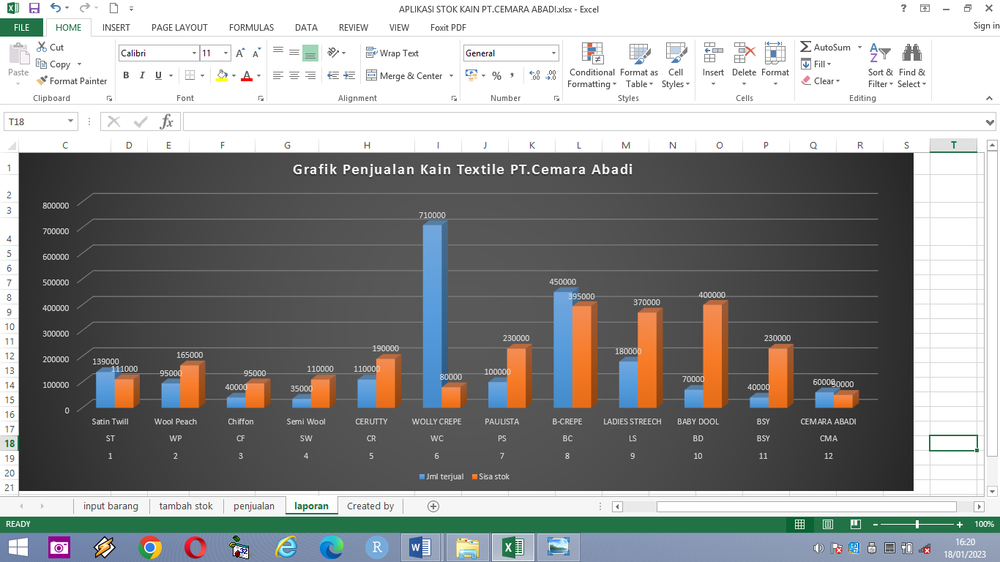 APLIKASI STOK KAIN PT.CEMARA ABADI.xlsx - Excel
FILE HOME INSERT PAGE LAYOUT FORMULAS DATA REVIEW VIEW Foxit PDF Sign in
Paste Cut Copy Format Painter
Calibri 11
B I U
Wrap Text
Merge & Center
General
Conditional Formatting Format as Table Cell Styles
Insert Delete Format
AutoSum Fill Clear
Sort & Filter Find & Select
Clipboard Font Alignment Number Styles Cells Editing
T18 fx
C D E F G H I J K L M N O P Q R S T
1
2
3
4
5
6
7
8
9
10
11
12
13
14
15
16
17
18
19
20
21
Grafik Penjualan Kain Textile PT.Cemara Abadi
800000
700000
600000
500000
400000
300000
200000
100000
0
139000 95000 40000 35000 110000 710000 100000 450000 180000 70000 40000 60000
111000 165000 95000 110000 190000 80000 230000 395000 370000 400000 230000 50000
Satin Twill Wool Peach Chiffon Semi Wool CERUTTY WOLLY CREPE PAULISTA B-CREPE LADIES STREECH BABY DOOL BSY CEMARA ABADI
ST WP CF SW CR WC PS BC LS BD BSY CMA
1 2 3 4 5 6 7 8 9 10 11 12
Jml terjual Sisa stok
input barang tambah stok penjualan laporan Created by
READY 100%
16:20
18/01/2023